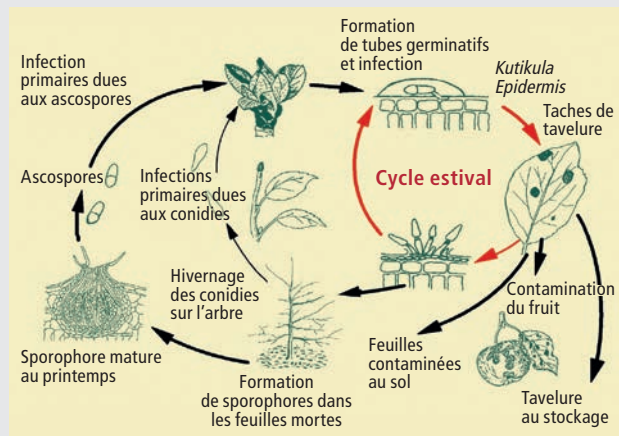 Formation
de tubes germinatifs
et infection
Infection
primaires dues
aux ascospores
Kutikula
Epidermis
Taches de
tavelure
Ascospores
Infections
primaires dues
aux conidies
Cycle estival
Hivernage
des conidies
sur l'arbre
Contamination
du fruit
Sporophore mature
au printemps
Feuilles
contaminées
au sol
Formation
de sporophores dans
les feuilles mortes
Tavelure
au stockage